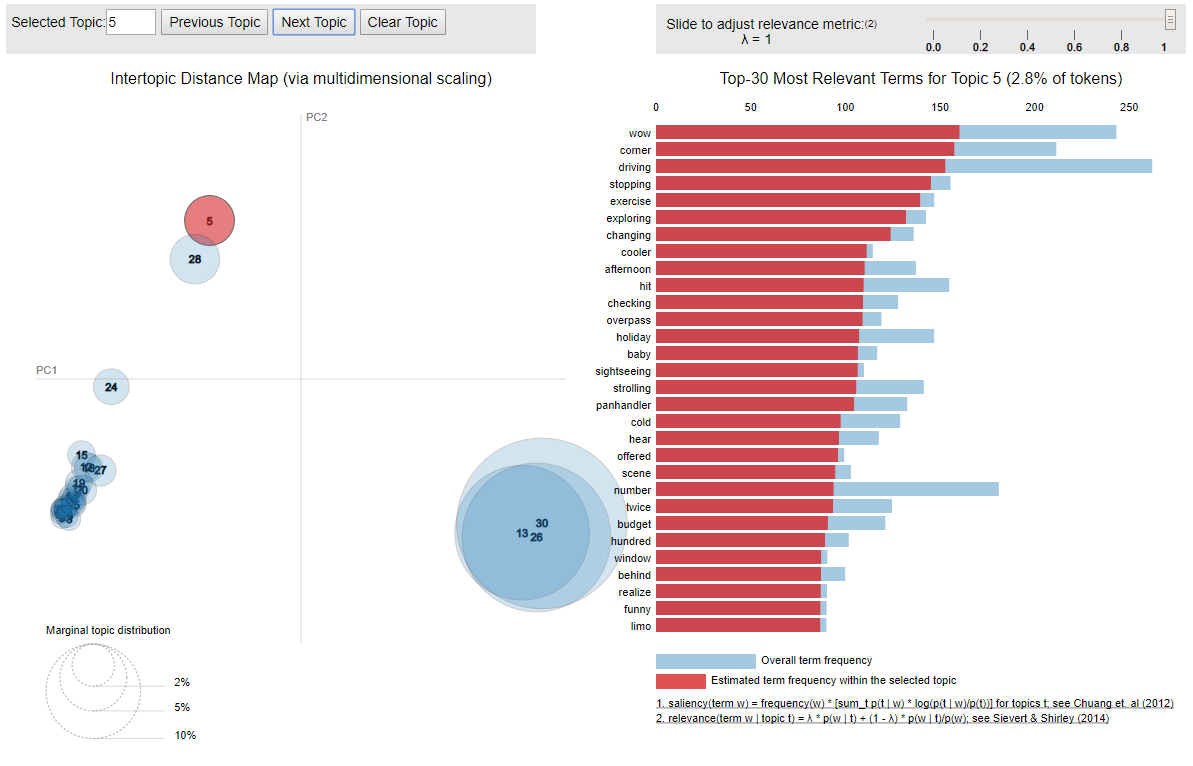 Selected Topic: 5 Previous Topic Next Topic Clear Topic
Slide to adjust relevance metric:(2)
λ = 1
0.0 0.2 0.4 0.6 0.8 1
Intertopic Distance Map (via multidimensional scaling)
PC2
PC1
5
28
24
15
27
20
30
13
26
Marginal topic distribution
2%
5%
10%
Top-30 Most Relevant Terms for Topic 5 (2.8% of tokens)
0 50 100 150 200 250
wow
corner
driving
stopping
exercise
exploring
changing
cooler
afternoon
hit
checking
overpass
holiday
baby
sightseeing
strolling
panhandler
cold
hear
offered
scene
number
twice
budget
hundred
window
behind
realize
funny
limo
Overall term frequency
Estimated term frequency within the selected topic
1. saliency(term w) = frequency(w) * [sum_t p(t | w) * log(p(t | w)/p(t))] for topics t; see Chuang et. al (2012)
2. relevance(term w | topic t) = λ * p(w | t) + (1 - λ) * p(w | t)/p(w); see Sievert & Shirley (2014)